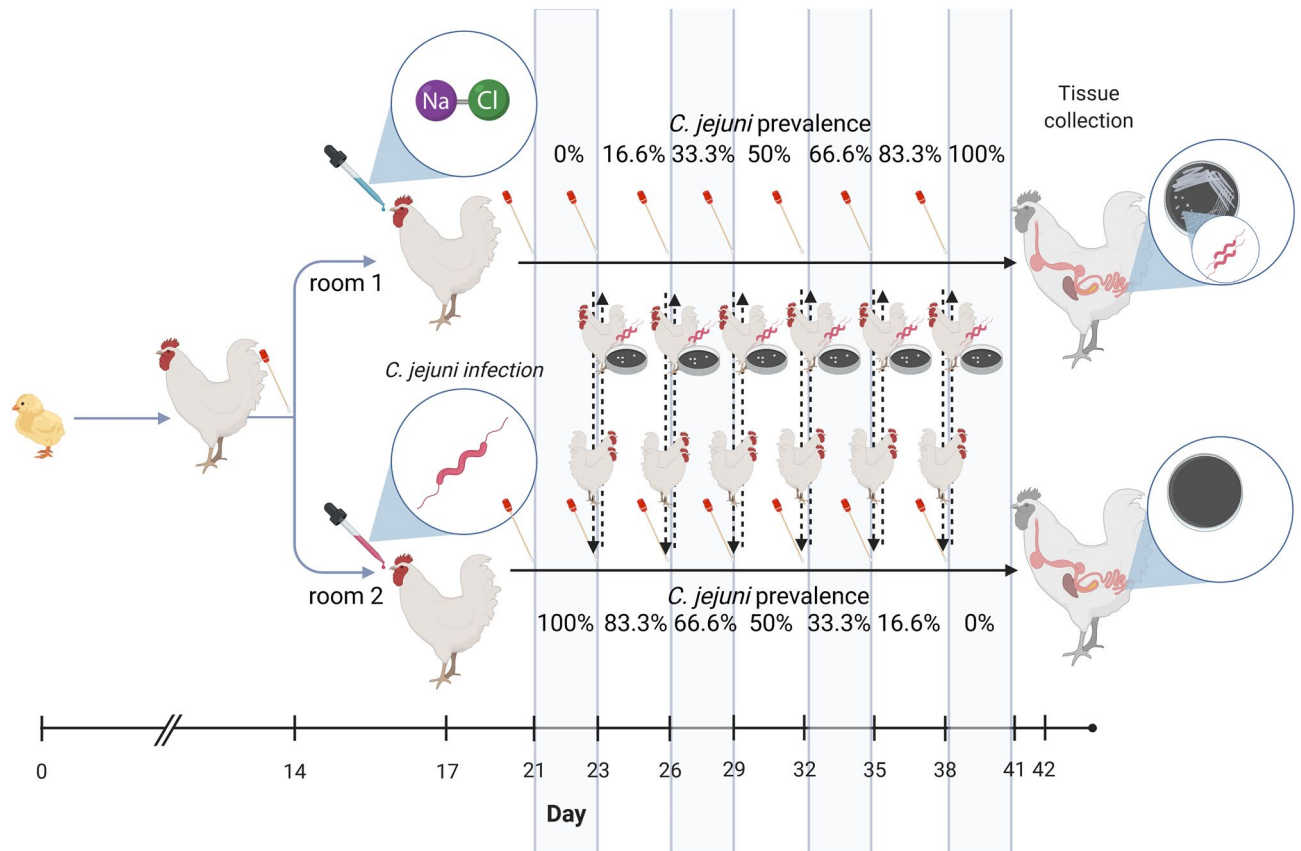 Na
Cl
Tissue
collection
C. jejuni prevalence
0% 16.6% 33.3% 50% 66.6% 83.3% 100%
room 1
C. jejuni infection
room 2
C. jejuni prevalence
100% 83.3% 66.6% 50% 33.3% 16.6% 0%
0 14 17 21 23 26 29 32 35 38 41 42
Day